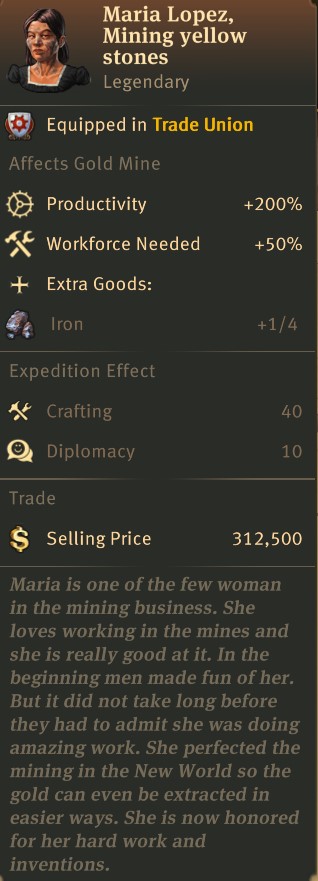 Maria Lopez,
Mining yellow
stones
Legendary
Equipped in Trade Union
Affects Gold Mine
Productivity +200%
Workforce Needed +50%
Extra Goods:
Iron +1/4
Expedition Effect
Crafting 40
Diplomacy 10
Trade
Selling Price 312,500
Maria is one of the few woman
in the mining business. She
loves working in the mines and
she is really good at it. In the
beginning men made fun of her.
But it did not take long before
they had to admit she was doing
amazing work. She perfected the
mining in the New World so the
gold can even be extracted in
easier ways. She is now honored
for her hard work and
inventions.